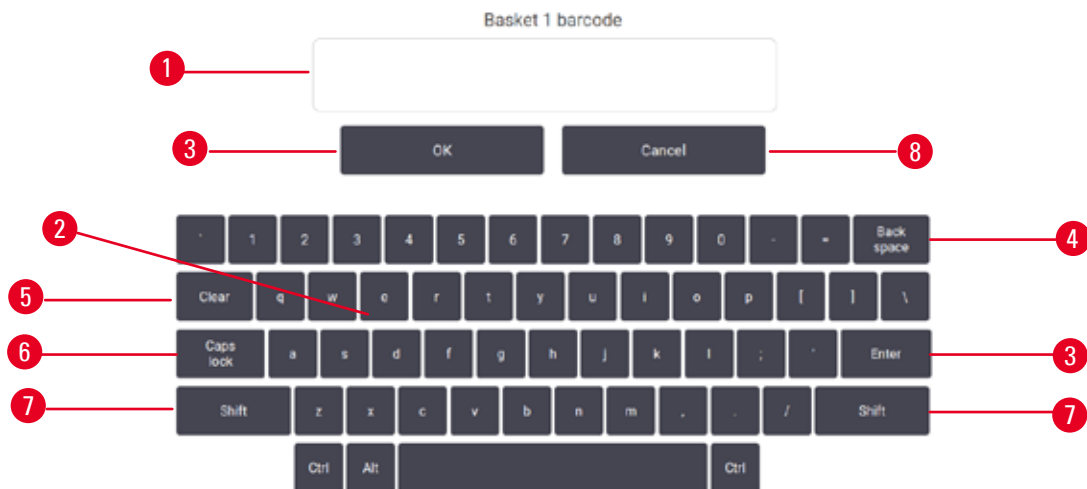 Basket 1 barcode
1
3 OK Cancel 8
2
` 1 2 3 4 5 6 7 8 9 0 - = Back space 4
5 Clear q w e r t y u i o p [ ] \
6 Caps lock a s d f g h j k l ; ' Enter 3
7 Shift z x c v b n m , . / Shift 7
Ctrl Alt Ctrl